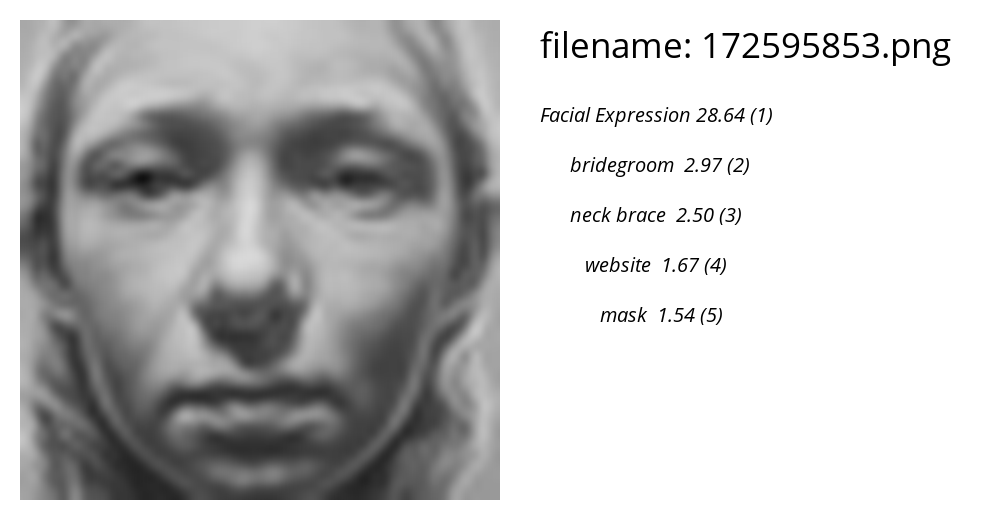 filename: 172595853.png
Facial Expression 28.64 (1)
bridegroom 2.97 (2)
neck brace 2.50 (3)
website 1.67 (4)
mask 1.54 (5)